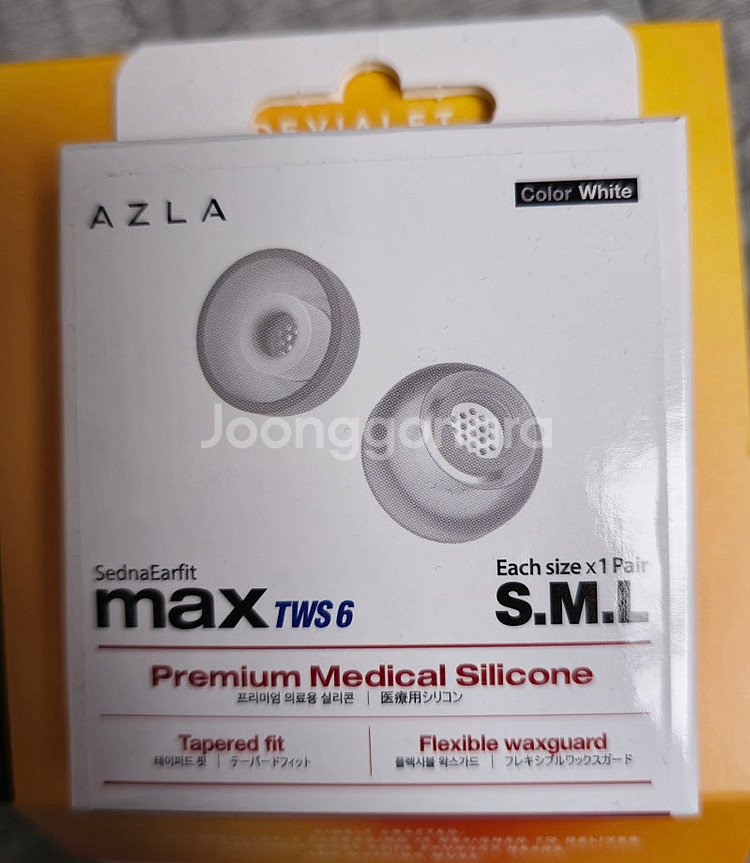 DEVIALET
AZLA
Color White
Joonggonara
SednaEarfit
max TWS 6
Each size x 1 Pair
S.M.L
Premium Medical Silicone
프리미엄 의료용 실리콘 | 医療用シリコン
Tapered fit
테이퍼드 핏 | テーパードフィット
Flexible waxguard
플렉시블 왁스가드 | フレキシブルワックスガード